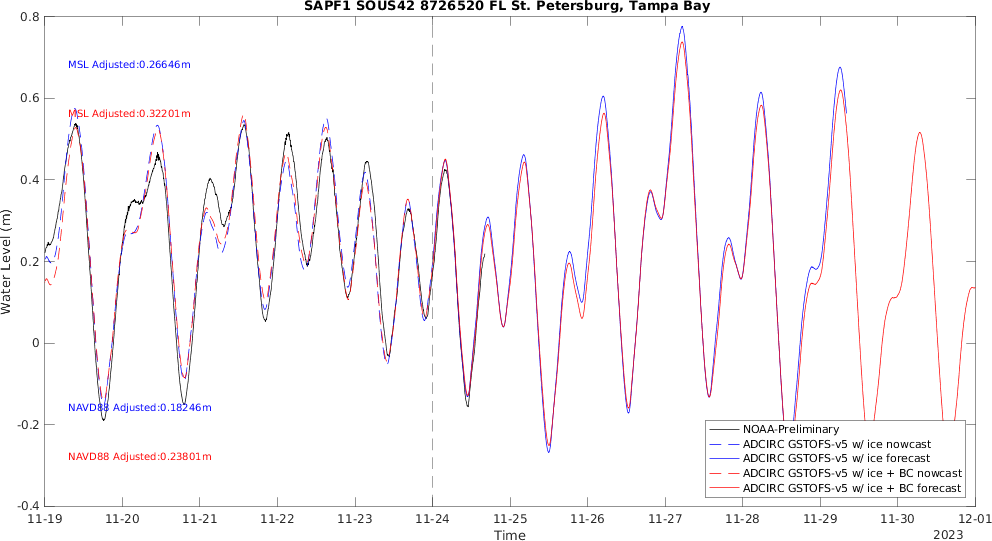 SAPF1 SOUS42 8726520 FL St. Petersburg, Tampa Bay
0.8
MSL Adjusted:0.26646m
0.6
MSL Adjusted:0.32201m
0.4
0.2
Water Level (m)
0
NAVD88 Adjusted:0.18246m
-0.2
NAVD88 Adjusted:0.23801m
-0.4
NOAA-Preliminary
ADCIRC GSTOFS-v5 w/ ice nowcast
ADCIRC GSTOFS-v5 w/ ice forecast
ADCIRC GSTOFS-v5 w/ ice + BC nowcast
ADCIRC GSTOFS-v5 w/ ice + BC forecast
11-19 11-20 11-21 11-22 11-23 11-24 11-25 11-26 11-27 11-28 11-29 11-30 12-01
Time
2023